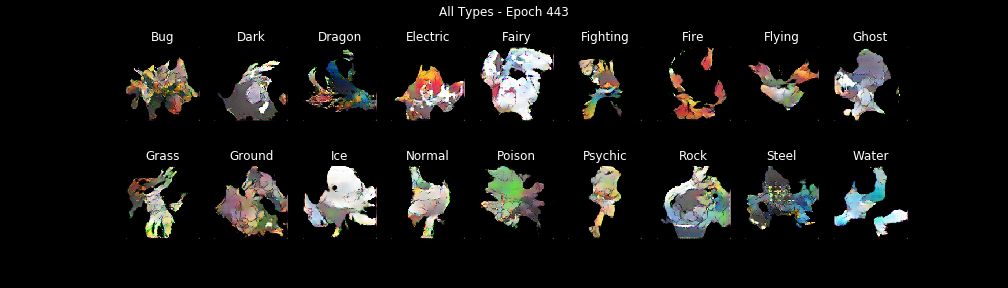 All Types - Epoch 443
Bug Dark Dragon Electric Fairy Fighting Fire Flying Ghost
Grass Ground Ice Normal Poison Psychic Rock Steel Water